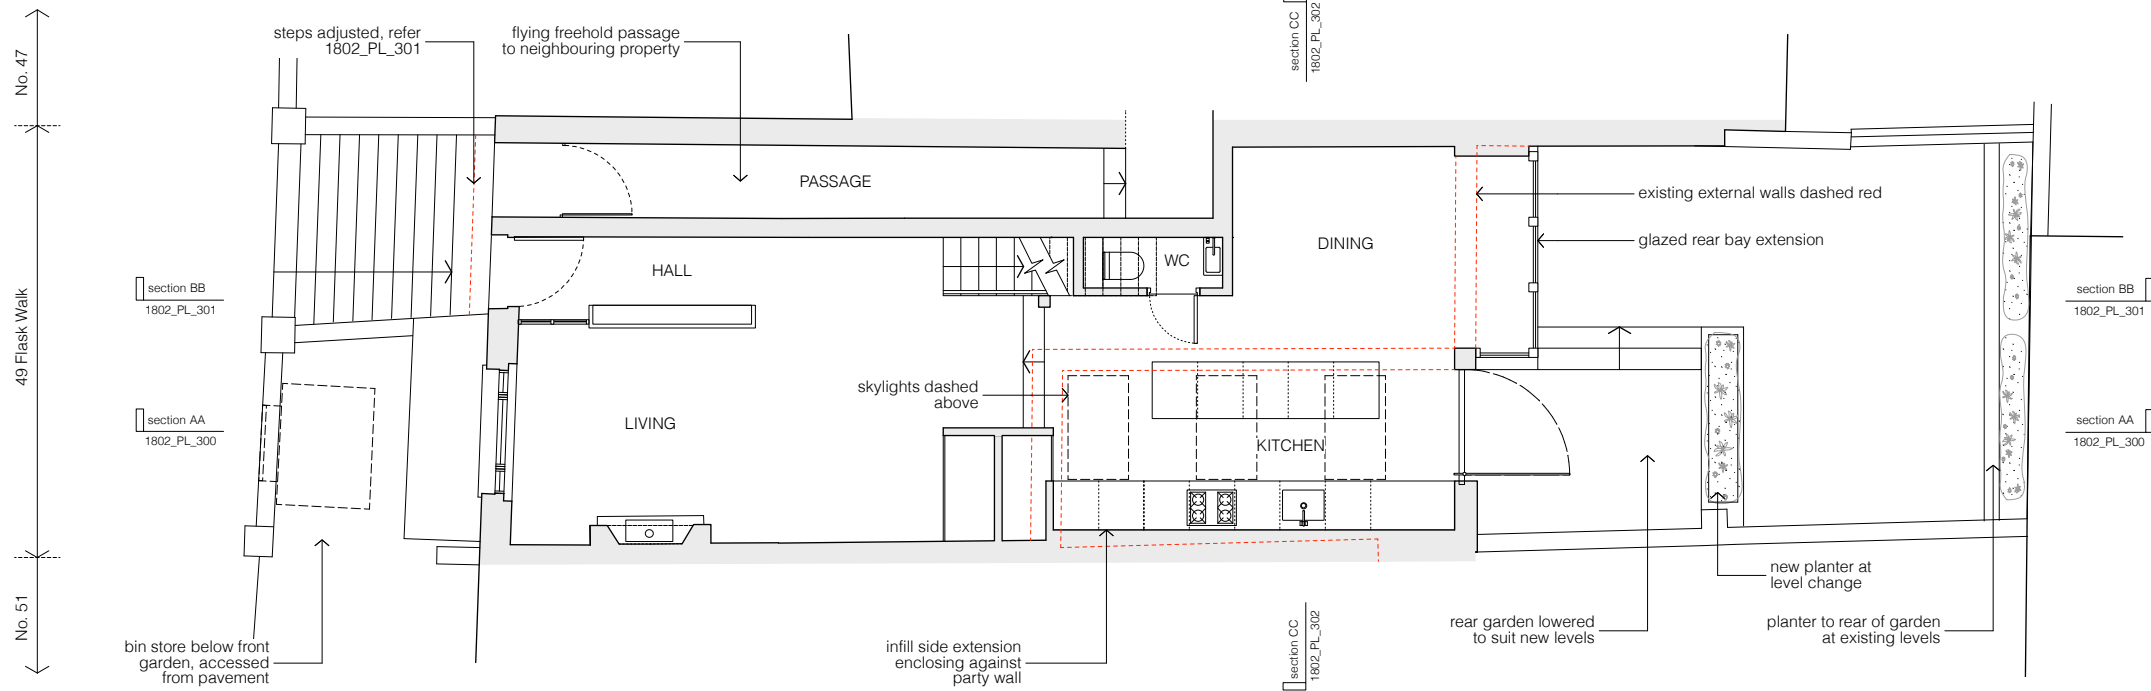 No. 47
49 Flask Walk
No. 51
steps adjusted, refer
1802_PL_301
flying freehold passage
to neighbouring property
section CC
1802_PL_302
PASSAGE
existing external walls dashed red
glazed rear bay extension
DINING
HALL
WC
section BB
1802_PL_301
section BB
1802_PL_301
skylights dashed
above
LIVING
KITCHEN
section AA
1802_PL_300
section AA
1802_PL_300
new planter at
level change
bin store below front
garden, accessed
from pavement
infill side extension
enclosing against
party wall
section CC
1802_PL_302
rear garden lowered
to suit new levels
planter to rear of garden
at existing levels